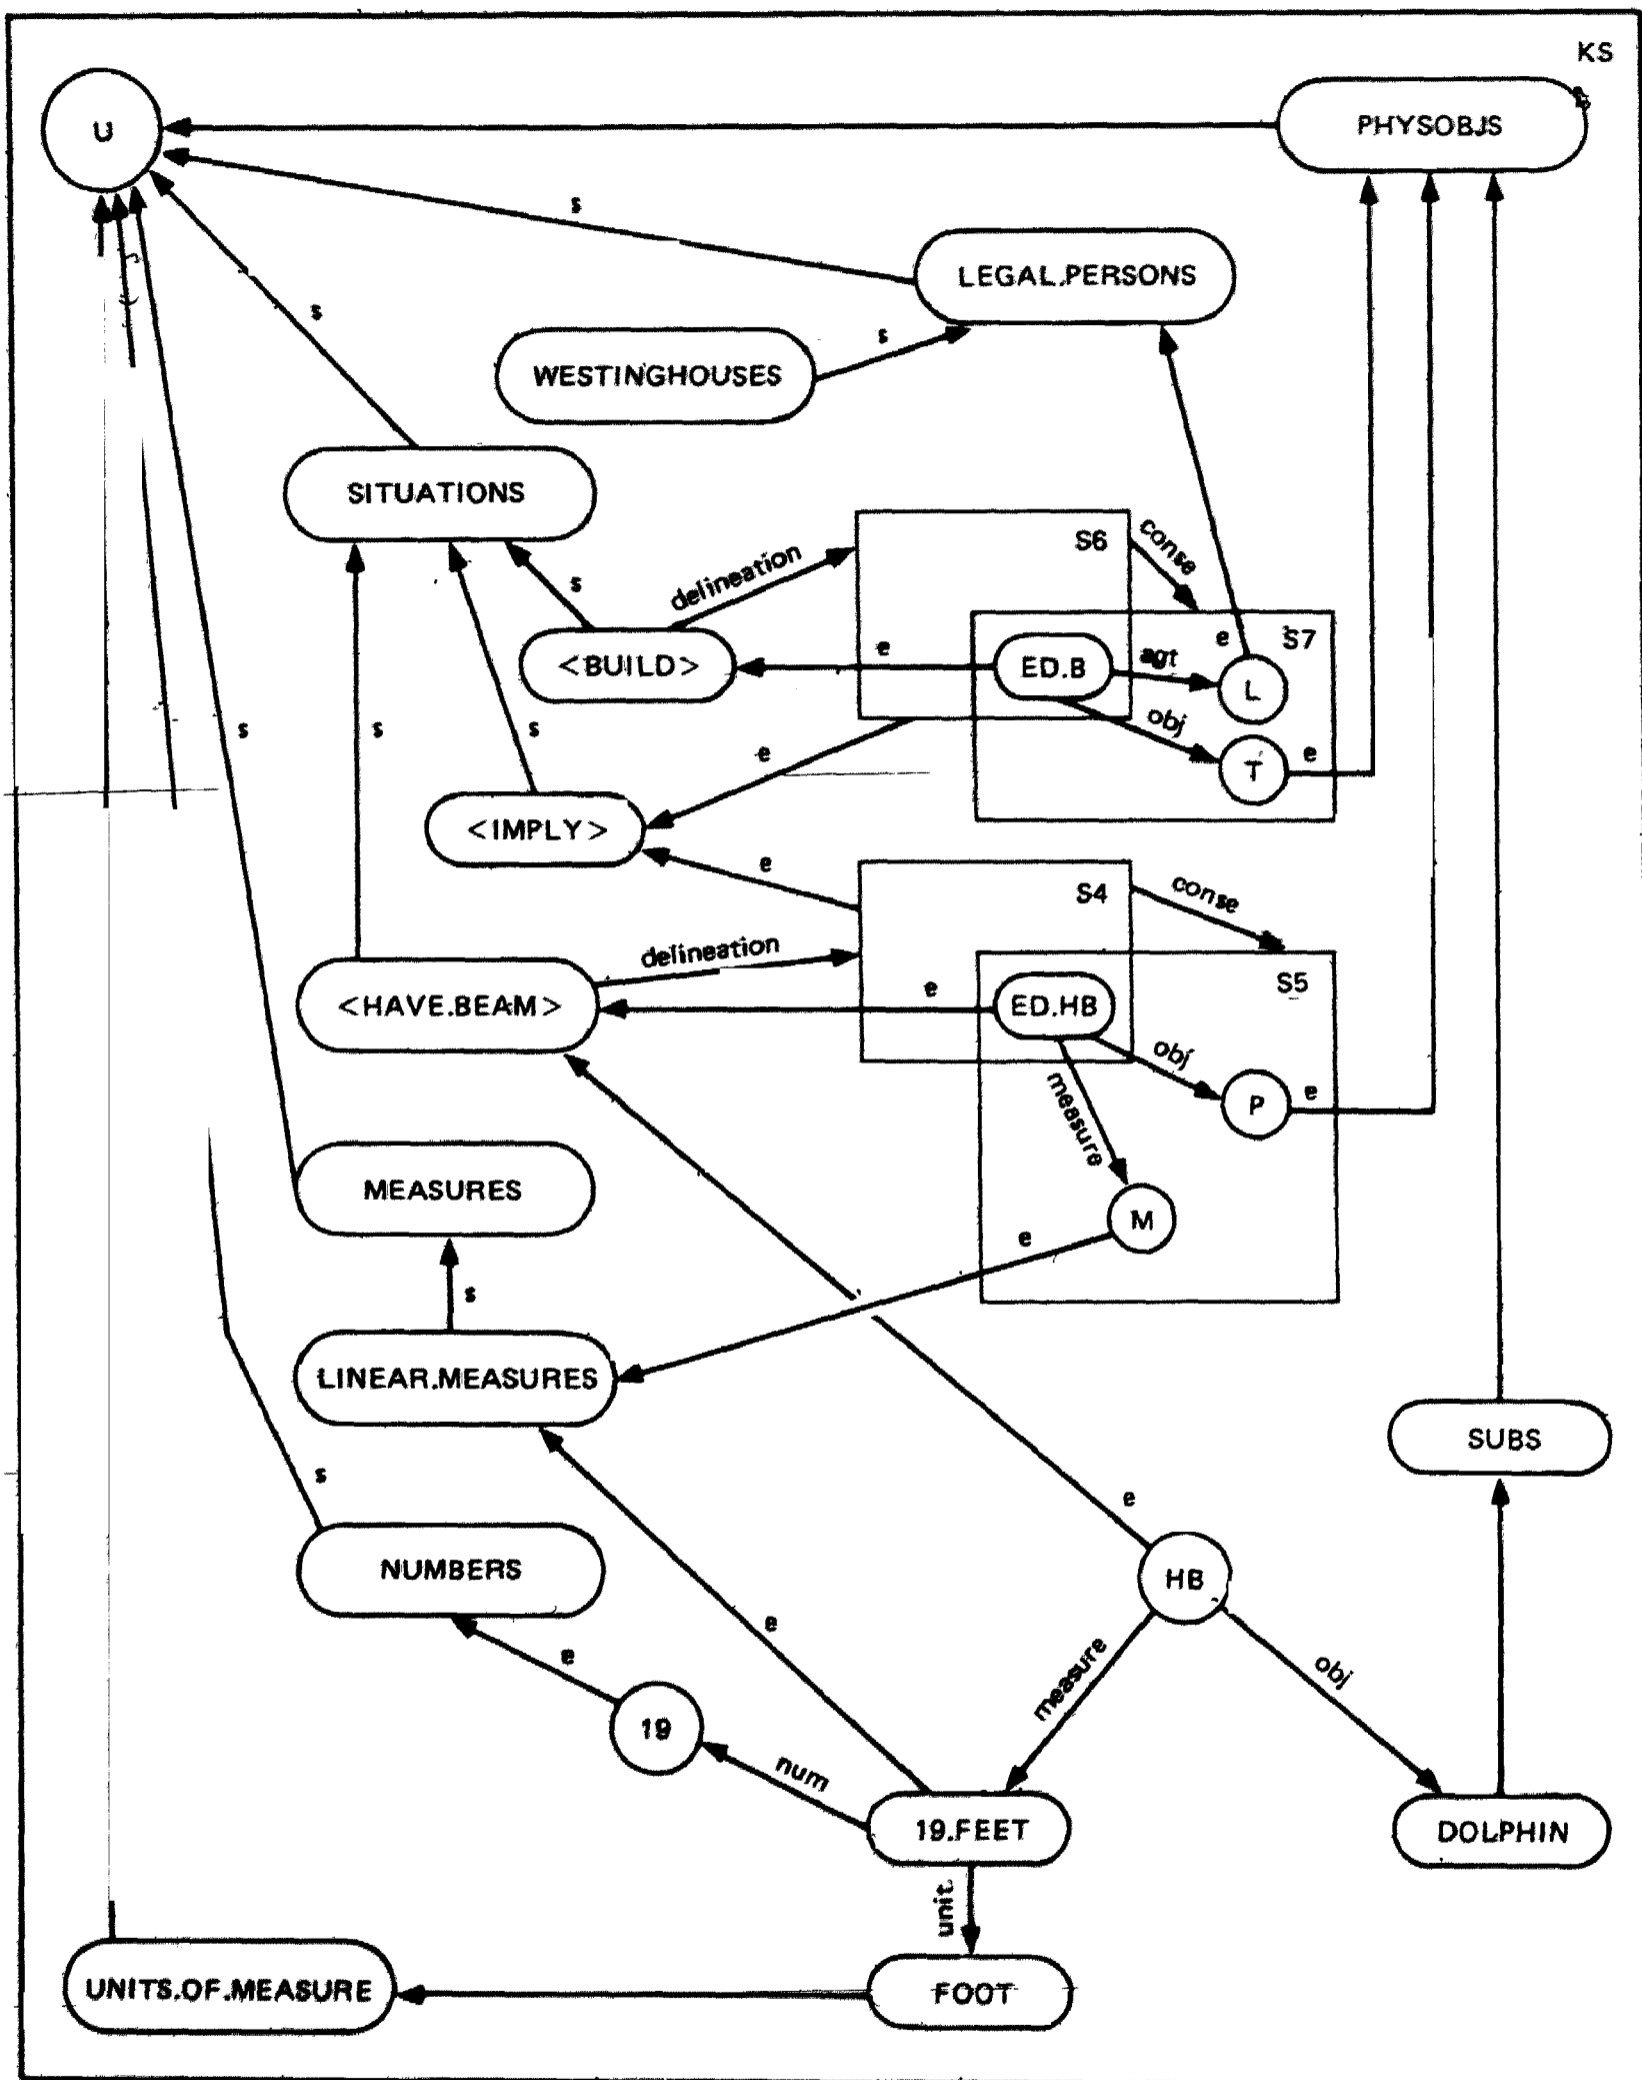 KS
U
PHYSOBJS
s
LEGAL.PERSONS
s
s
WESTINGHOUSES
SITUATIONS
S6
conse
delineation
s
e
S7
<BUILD>
e
ED.B
agt
L
obj
s
s
s
e
T
e
<IMPLY>
e
S4
conse
delineation
S5
<HAVE.BEAM>
e
ED.HB
obj
measure
P
e
MEASURES
M
e
s
LINEAR.MEASURES
SUBS
s
e
NUMBERS
HB
e
e
measure
obj
19
num
19.FEET
DOLPHIN
unit
UNITS.OF.MEASURE
FOOT